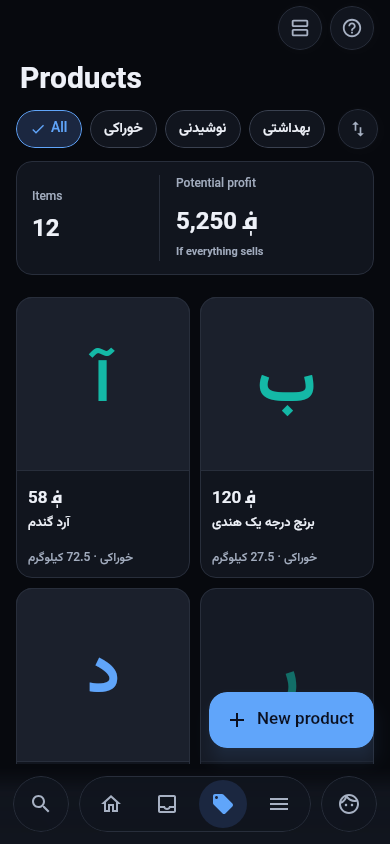 Products
All
خوراکی
نوشیدنی
بهداشتی
Items
12
Potential profit
5,250 ؋
If everything sells
آ
ب
58 ؋
آرد گندم
خوراکی · 72.5 کیلوگرم
120 ؋
برنج درجه یک هندی
خوراکی · 27.5 کیلوگرم
د
ر
New product